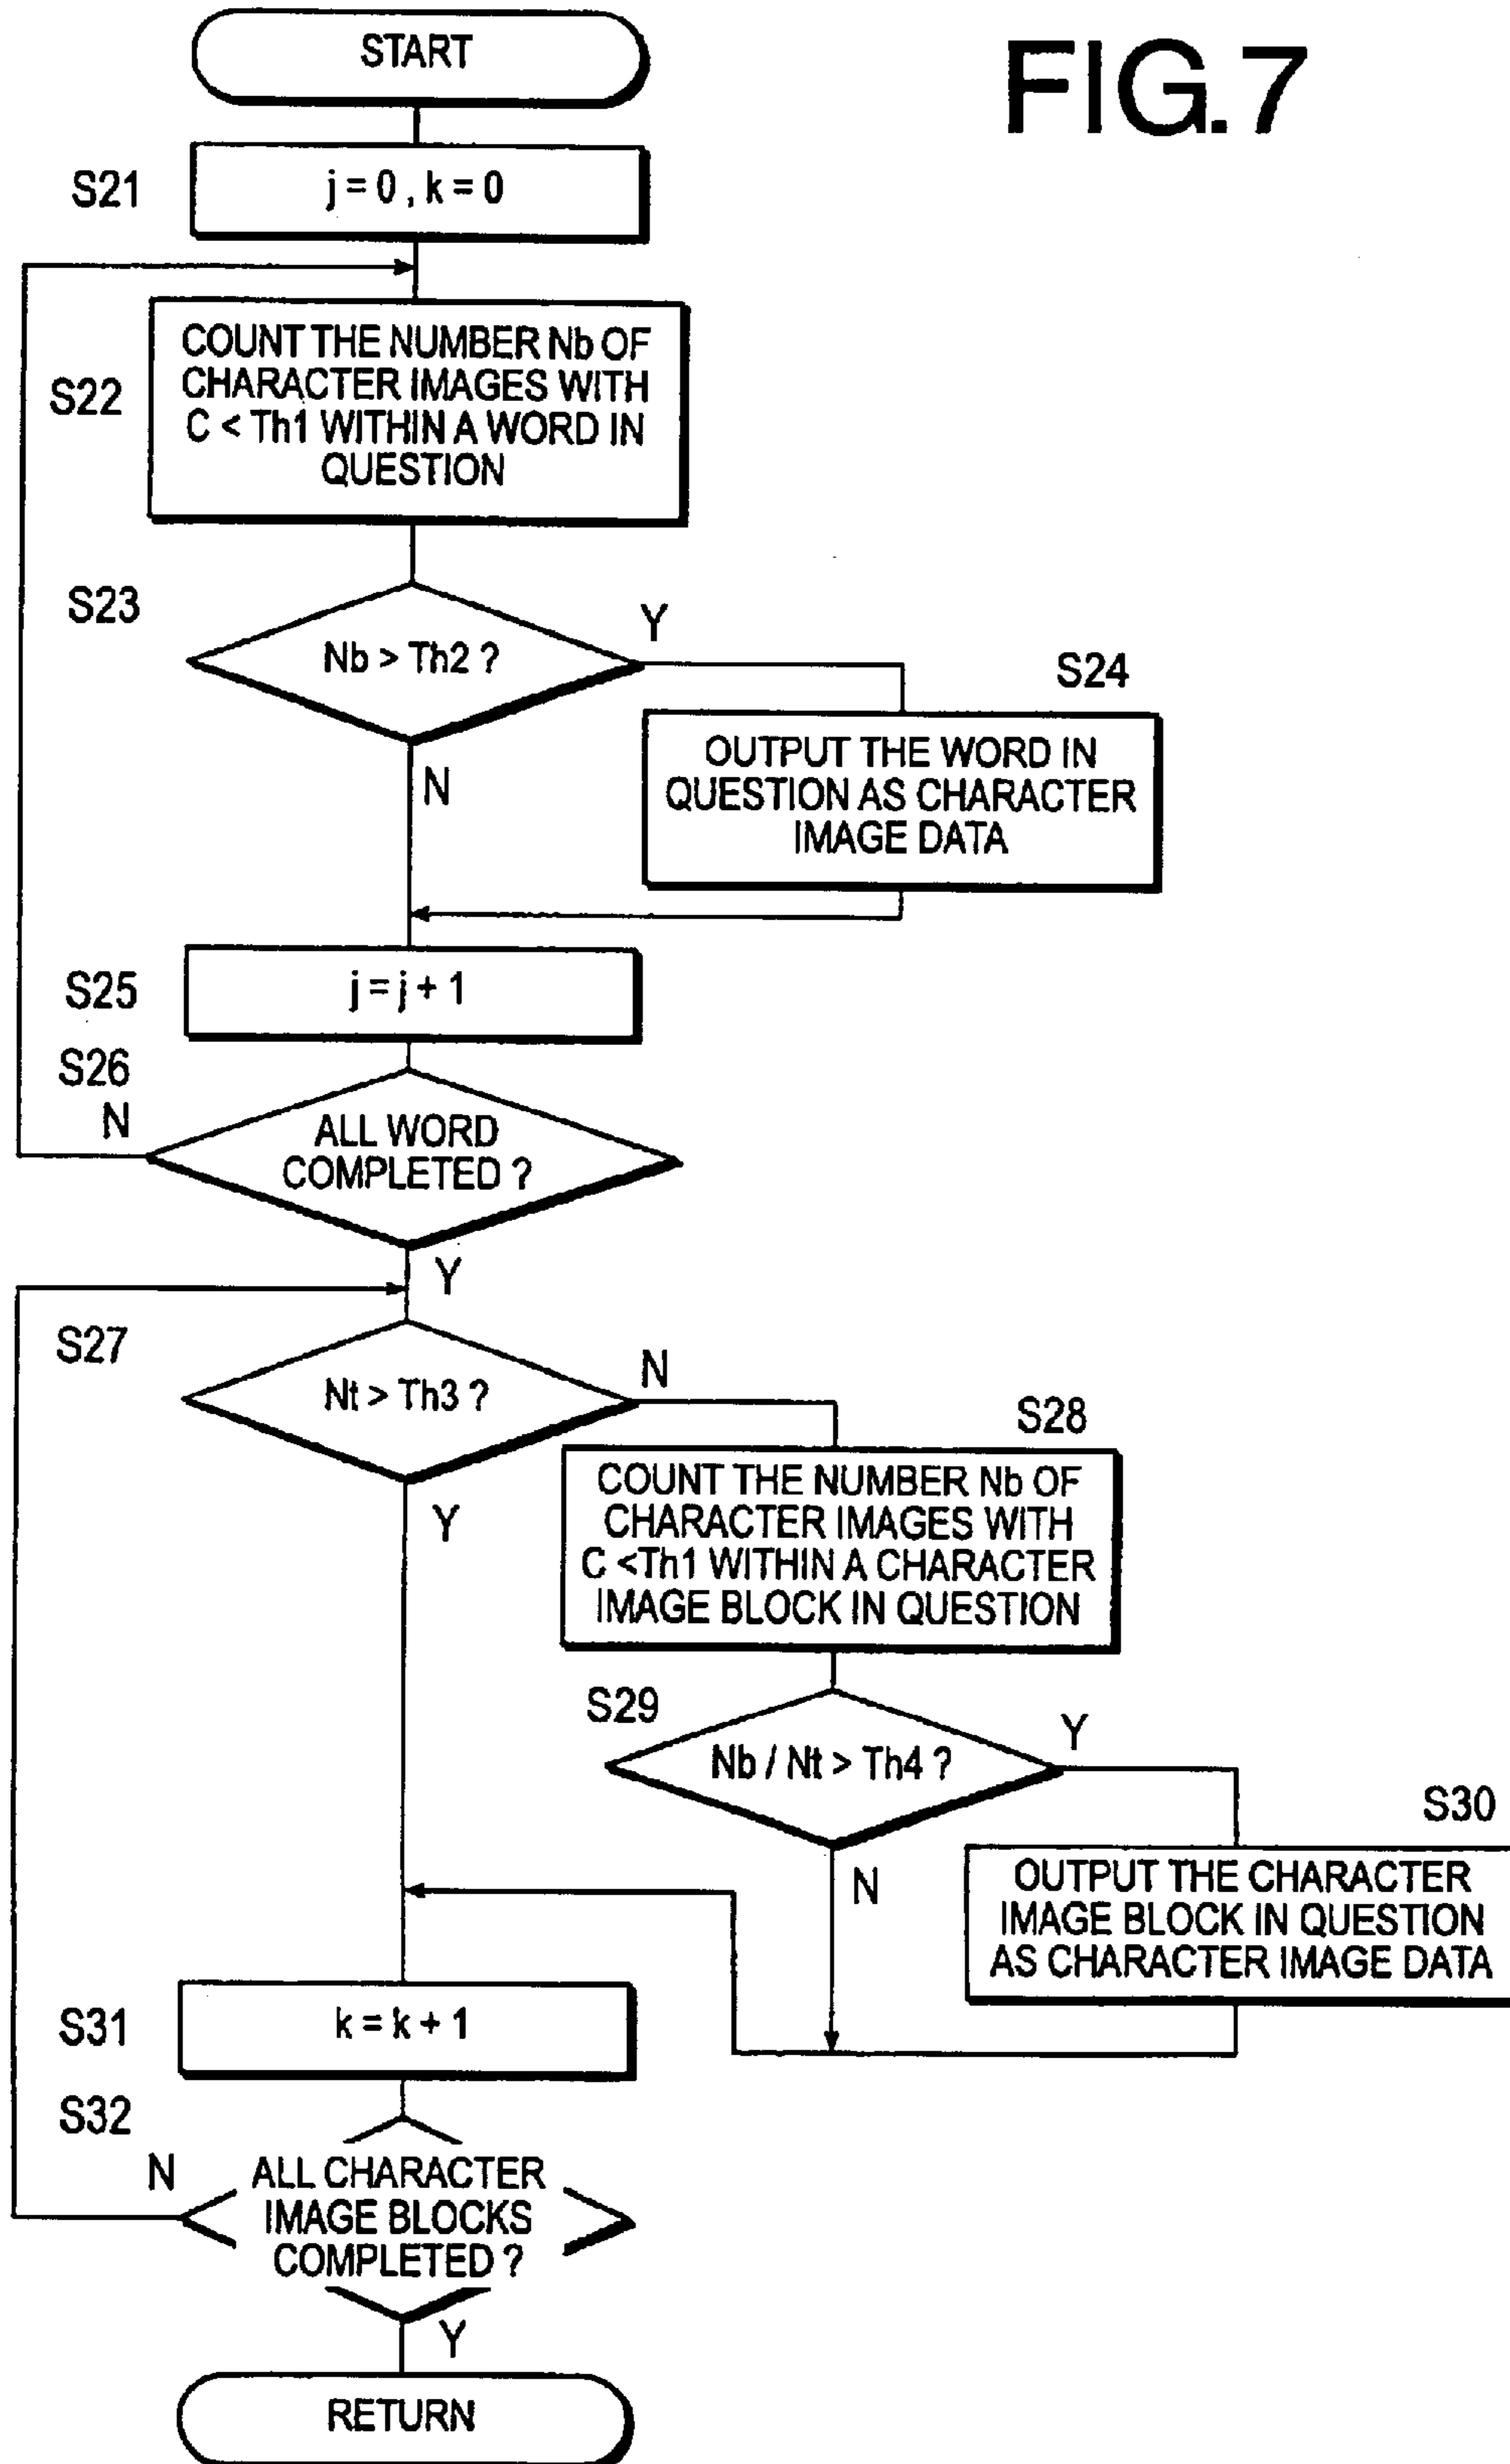 FIG.7
START
S21
j = 0 , k = 0
S22
COUNT THE NUMBER Nb OF
CHARACTER IMAGES WITH
C < Th1 WITHIN A WORD IN
QUESTION
S23
Nb > Th2 ?
Y
N
S24
OUTPUT THE WORD IN
QUESTION AS CHARACTER
IMAGE DATA
S25
j = j + 1
S26
N
ALL WORD
COMPLETED ?
Y
S27
Nt > Th3 ?
N
Y
S28
COUNT THE NUMBER Nb OF
CHARACTER IMAGES WITH
C <Th1 WITHIN A CHARACTER
IMAGE BLOCK IN QUESTION
S29
Nb / Nt > Th4 ?
Y
N
S30
OUTPUT THE CHARACTER
IMAGE BLOCK IN QUESTION
AS CHARACTER IMAGE DATA
S31
k = k + 1
S32
N
ALL CHARACTER
IMAGE BLOCKS
COMPLETED ?
Y
RETURN